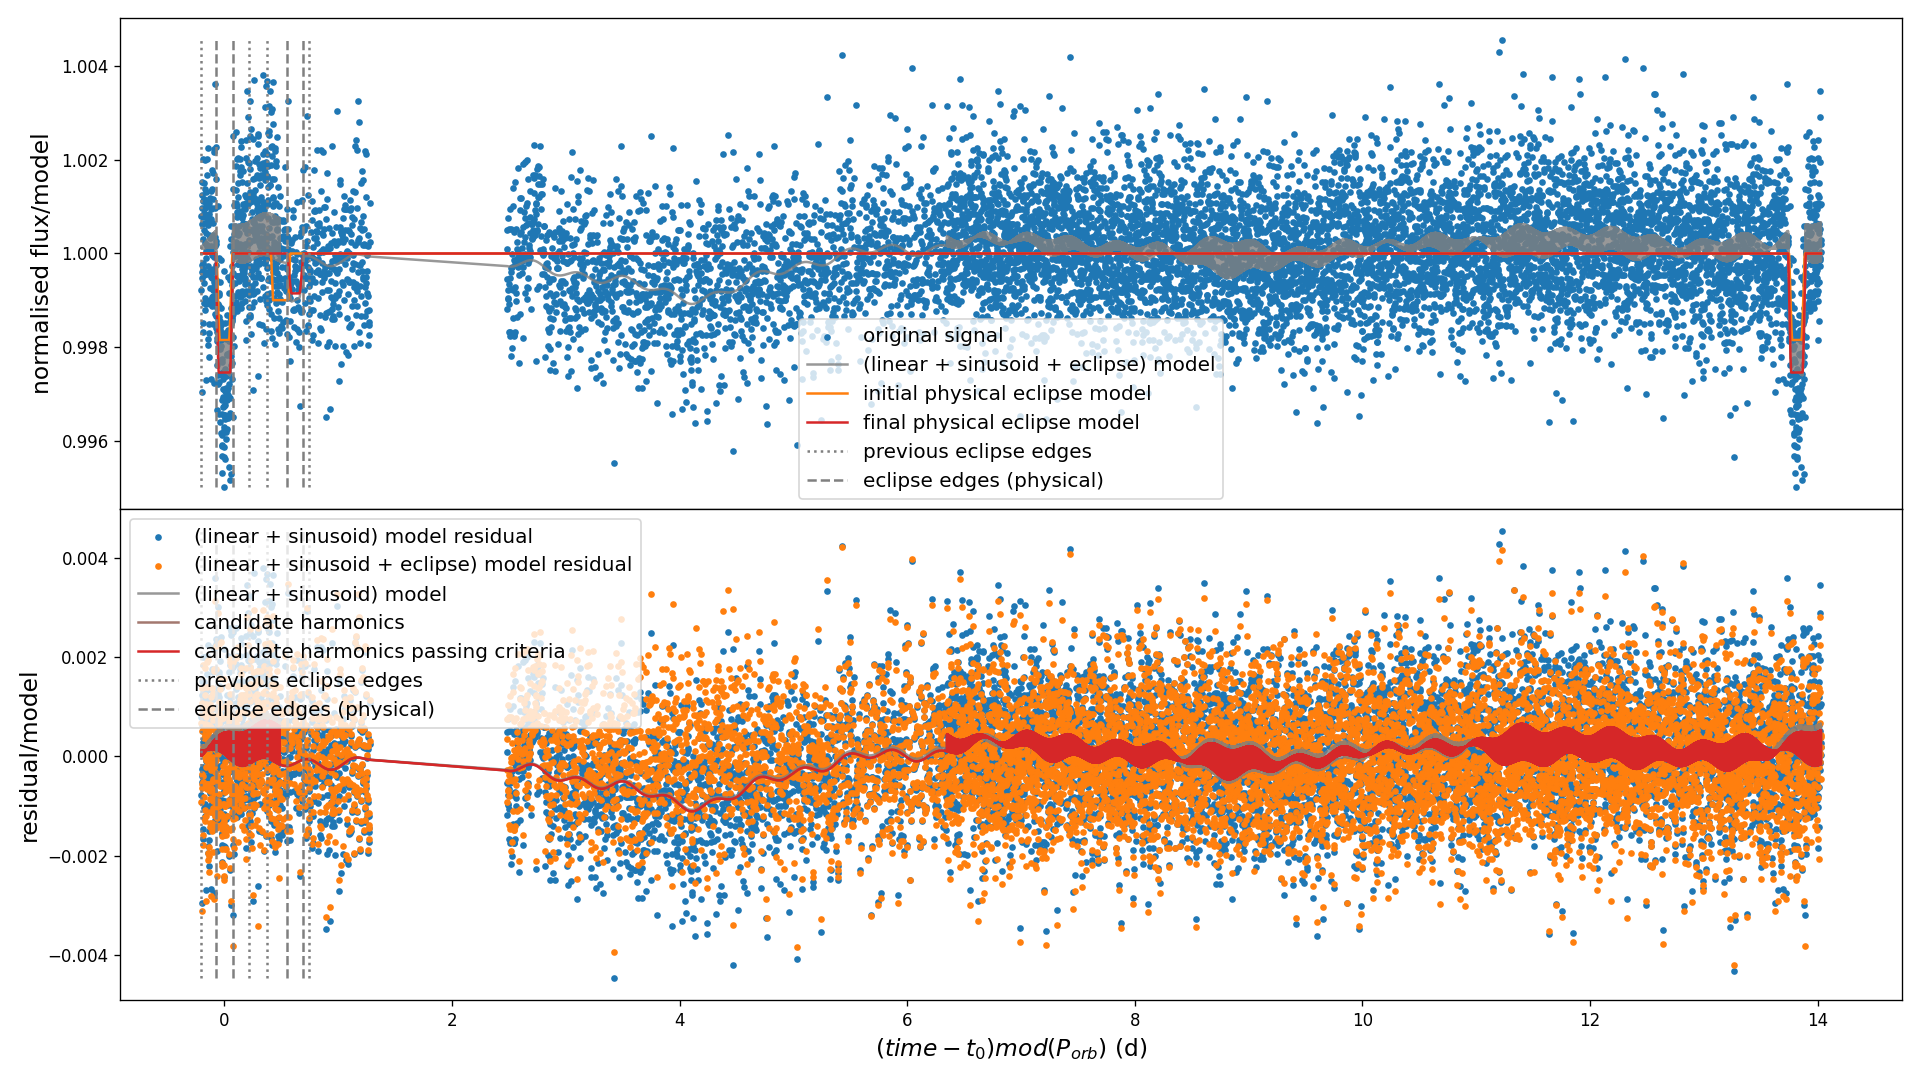 normalised flux/model
1.004
1.002
1.000
0.998
0.996
original signal
(linear + sinusoid + eclipse) model
initial physical eclipse model
final physical eclipse model
previous eclipse edges
eclipse edges (physical)
residual/model
0.004
0.002
0.000
−0.002
−0.004
(linear + sinusoid) model residual
(linear + sinusoid + eclipse) model residual
(linear + sinusoid) model
candidate harmonics
candidate harmonics passing criteria
previous eclipse edges
eclipse edges (physical)
0 2 4 6 8 10 12 14
(time − t₀)mod(P_orb) (d)